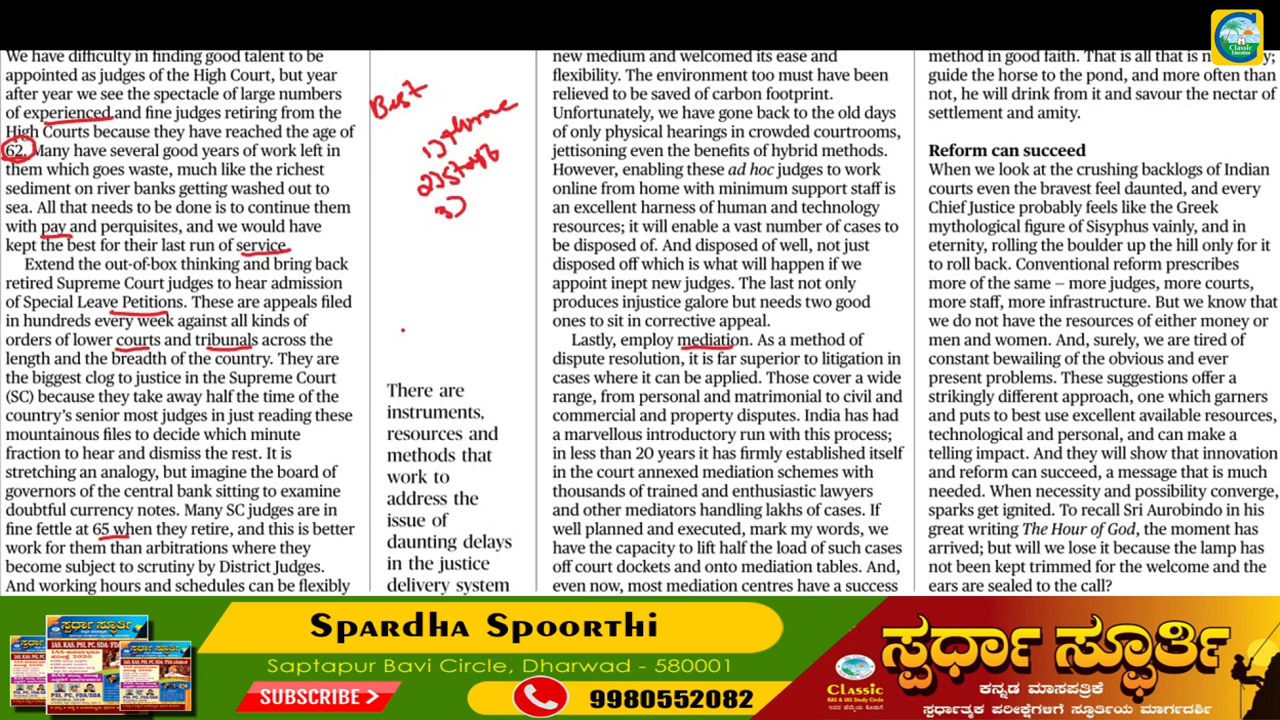 We have difficulty in finding good talent to be
appointed as judges of the High Court, but year
after year we see the spectacle of large numbers
of experienced and fine judges retiring from the
High Courts because they have reached the age of
62. Many have several good years of work left in
them which goes waste, much like the richest
sediment on river banks getting washed out to
sea. All that needs to be done is to continue them
with pay and perquisites, and we would have
kept the best for their last run of service.
Extend the out-of-box thinking and bring back
retired Supreme Court judges to hear admission
of Special Leave Petitions. These are appeals filed
in hundreds every week against all kinds of
orders of lower courts and tribunals across the
length and the breadth of the country. They are
the biggest clog to justice in the Supreme Court
(SC) because they take away half the time of the
country's senior most judges in just reading these
mountainous files to decide which minute
fraction to hear and dismiss the rest. It is
stretching an analogy, but imagine the board of
governors of the central bank sitting to examine
doubtful currency notes. Many SC judges are in
fine fettle at 65 when they retire, and this is better
work for them than arbitrations where they
become subject to scrutiny by District Judges.
And working hours and schedules can be flexibly
Best
1) Home
2) Staff
3)
There are
instruments,
resources and
methods that
work to
address the
issue of
daunting delays
in the justice
delivery system
new medium and welcomed its ease and
flexibility. The environment too must have been
relieved to be saved of carbon footprint.
Unfortunately, we have gone back to the old days
of only physical hearings in crowded courtrooms,
jettisoning even the benefits of hybrid methods.
However, enabling these ad hoc judges to work
online from home with minimum support staff is
an excellent harness of human and technology
resources; it will enable a vast number of cases to
be disposed of. And disposed of well, not just
disposed off which is what will happen if we
appoint inept new judges. The last not only
produces injustice galore but needs two good
ones to sit in corrective appeal.
Lastly, employ mediation. As a method of
dispute resolution, it is far superior to litigation in
cases where it can be applied. Those cover a wide
range, from personal and matrimonial to civil and
commercial and property disputes. India has had
a marvellous introductory run with this process;
in less than 20 years it has firmly established itself
in the court annexed mediation schemes with
thousands of trained and enthusiastic lawyers
and other mediators handling lakhs of cases. If
well planned and executed, mark my words, we
have the capacity to lift half the load of such cases
off court dockets and onto mediation tables. And,
even now, most mediation centres have a success
method in good faith. That is all that is
guide the horse to the pond, and more often than
not, he will drink from it and savour the nectar of
settlement and amity.
Reform can succeed
When we look at the crushing backlogs of Indian
courts even the bravest feel daunted, and every
Chief Justice probably feels like the Greek
mythological figure of Sisyphus vainly, and in
eternity, rolling the boulder up the hill only for it
to roll back. Conventional reform prescribes
more of the same – more judges, more courts,
more staff, more infrastructure. But we know that
we do not have the resources of either money or
men and women. And, surely, we are tired of
constant bewailing of the obvious and ever
present problems. These suggestions offer a
strikingly different approach, one which garners
and puts to best use excellent available resources,
technological and personal, and can make a
telling impact. And they will show that innovation
and reform can succeed, a message that is much
needed. When necessity and possibility converge,
sparks get ignited. To recall Sri Aurobindo in his
great writing The Hour of God, the moment has
arrived; but will we lose it because the lamp has
not been kept trimmed for the welcome and the
ears are sealed to the call?
Classic
Education
Spardha Spoorthi
Saptapur Bavi Circle, Dharwad - 580001
SUBSCRIBE >
9980552082
Classic
IAS & KAS Study Circle
ಸ್ಪರ್ಧಾ ಸ್ಫೂರ್ತಿ
ಕನ್ನಡ ಮಾಸಪತ್ರಿಕೆ
ಸ್ಪರ್ಧಾತ್ಮಕ ಪರೀಕ್ಷೆಗಳಿಗೆ ಸ್ಫೂರ್ತಿಯ ಮಾರ್ಗದರ್ಶಿ